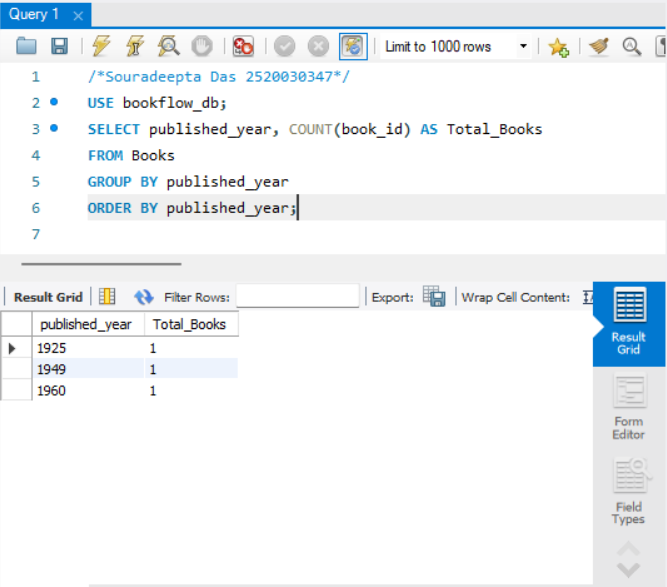 Query 1
Limit to 1000 rows
1 /*Souradeepta Das 2520030347*/
2 USE bookflow_db;
3 SELECT published_year, COUNT(book_id) AS Total_Books
4 FROM Books
5 GROUP BY published_year
6 ORDER BY published_year;
7
Result Grid Filter Rows: Export: Wrap Cell Content:
published_year Total_Books
1925 1
1949 1
1960 1
Result
Grid
Form
Editor
Field
Types